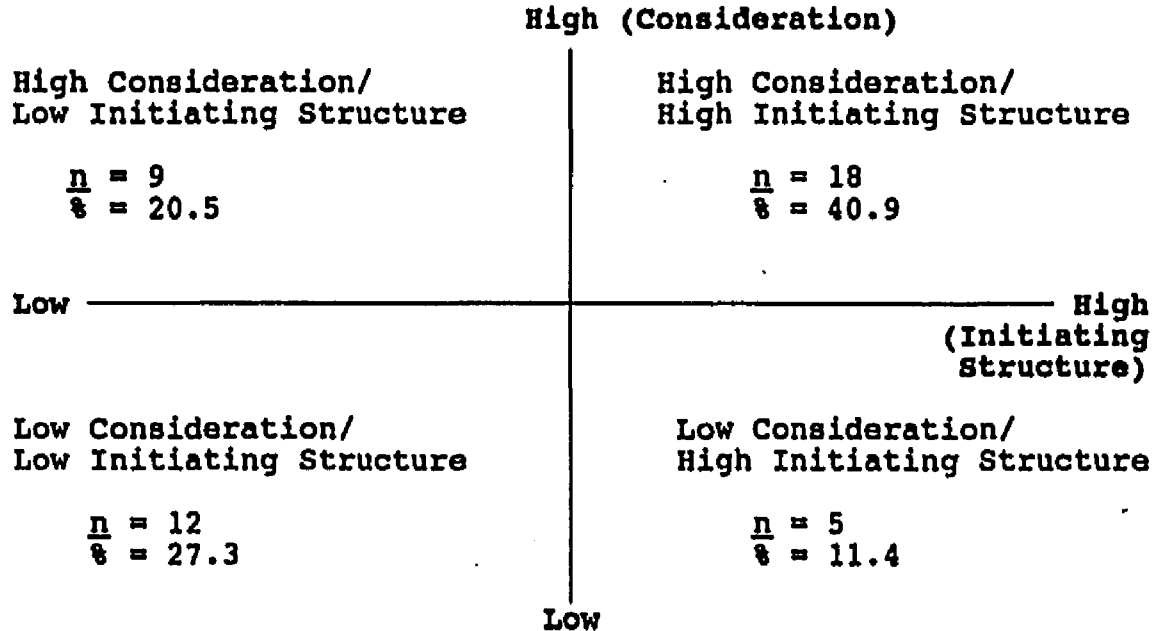 High (Consideration)
High Consideration/
Low Initiating Structure
n = 9
% = 20.5
High Consideration/
High Initiating Structure
n = 18
% = 40.9
Low
High
(Initiating
Structure)
Low Consideration/
Low Initiating Structure
n = 12
% = 27.3
Low Consideration/
High Initiating Structure
n = 5
% = 11.4
Low